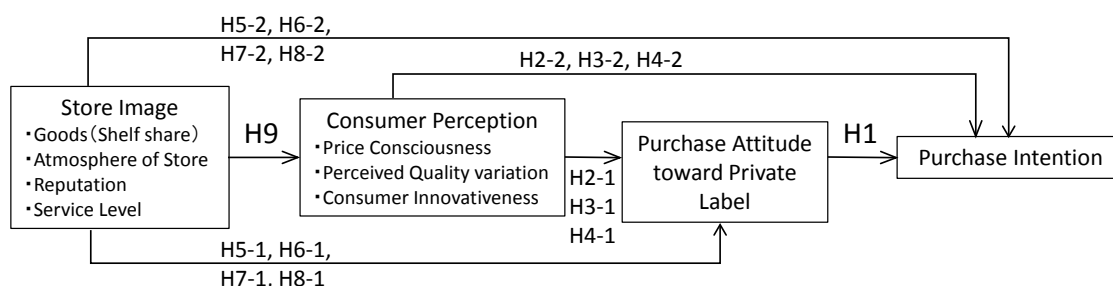 H5-2, H6-2,
H7-2, H8-2
H2-2, H3-2, H4-2
Store Image
・Goods（Shelf share）
・Atmosphere of Store
・Reputation
・Service Level
H9
Consumer Perception
・Price Consciousness
・Perceived Quality variation
・Consumer Innovativeness
H2-1
H3-1
H4-1
Purchase Attitude
toward Private
Label
H1
Purchase Intention
H5-1, H6-1,
H7-1, H8-1